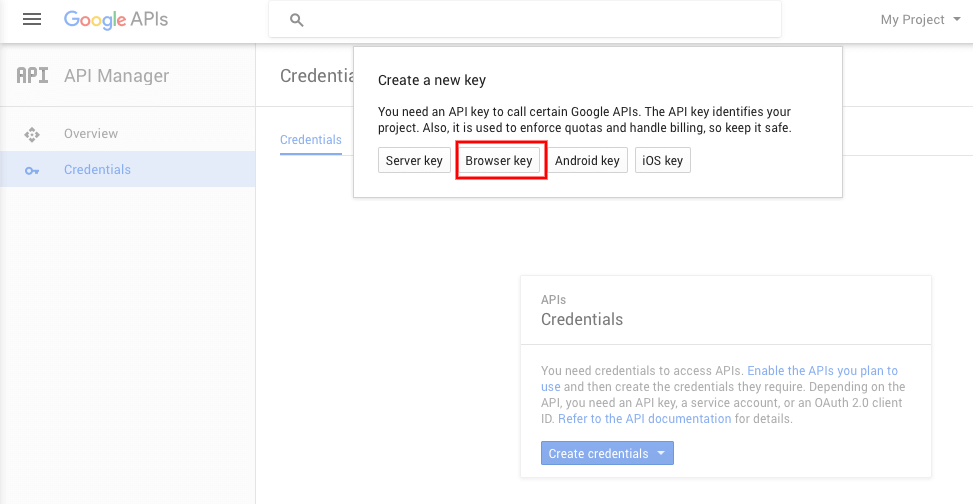 Google APIs
My Project
API API Manager
Credentia
Create a new key
You need an API key to call certain Google APIs. The API key identifies your
project. Also, it is used to enforce quotas and handle billing, so keep it safe.
Server key
Browser key
Android key
iOS key
Overview
Credentials
Credentials
APIs
Credentials
You need credentials to access APIs. Enable the APIs you plan to
use and then create the credentials they require. Depending on the
API, you need an API key, a service account, or an OAuth 2.0 client
ID. Refer to the API documentation for details.
Create credentials